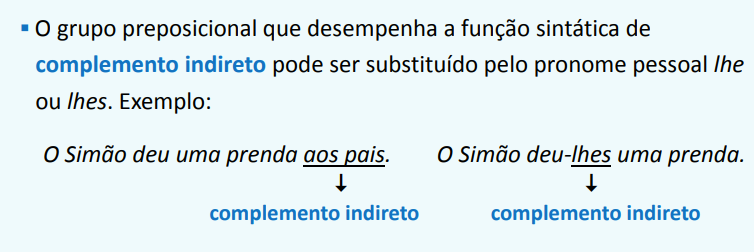 ▪ O grupo preposicional que desempenha a função sintática de
complemento indireto pode ser substituído pelo pronome pessoal lhe
ou lhes. Exemplo:
O Simão deu uma prenda aos pais. O Simão deu-lhes uma prenda.
↓ ↓
complemento indireto complemento indireto